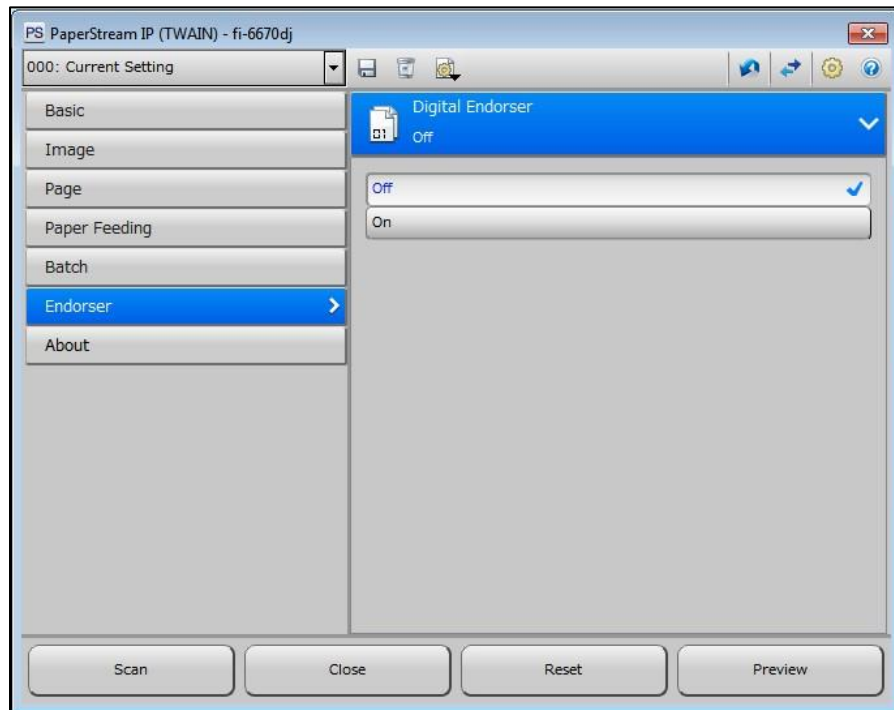 PS PaperStream IP (TWAIN) - fi-6670dj
000: Current Setting
Basic
Image
Page
Paper Feeding
Batch
Endorser
About
Digital Endorser
01 Off
Off
On
Scan Close Reset Preview